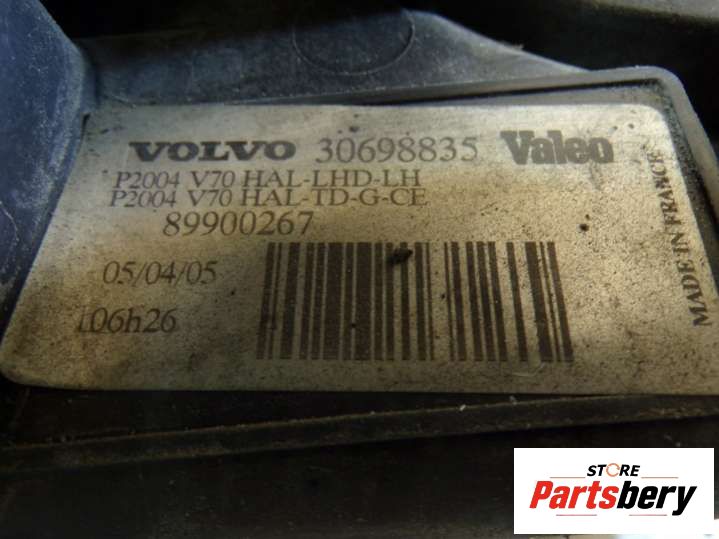 VOLVO 30698835 Valeo
P2004 V70 HAL-LHD-LH
P2004 V70 HAL-TD-G-CE
89900267
05/04/05
06h26
MADE IN FRANCE
STORE
Partsbery